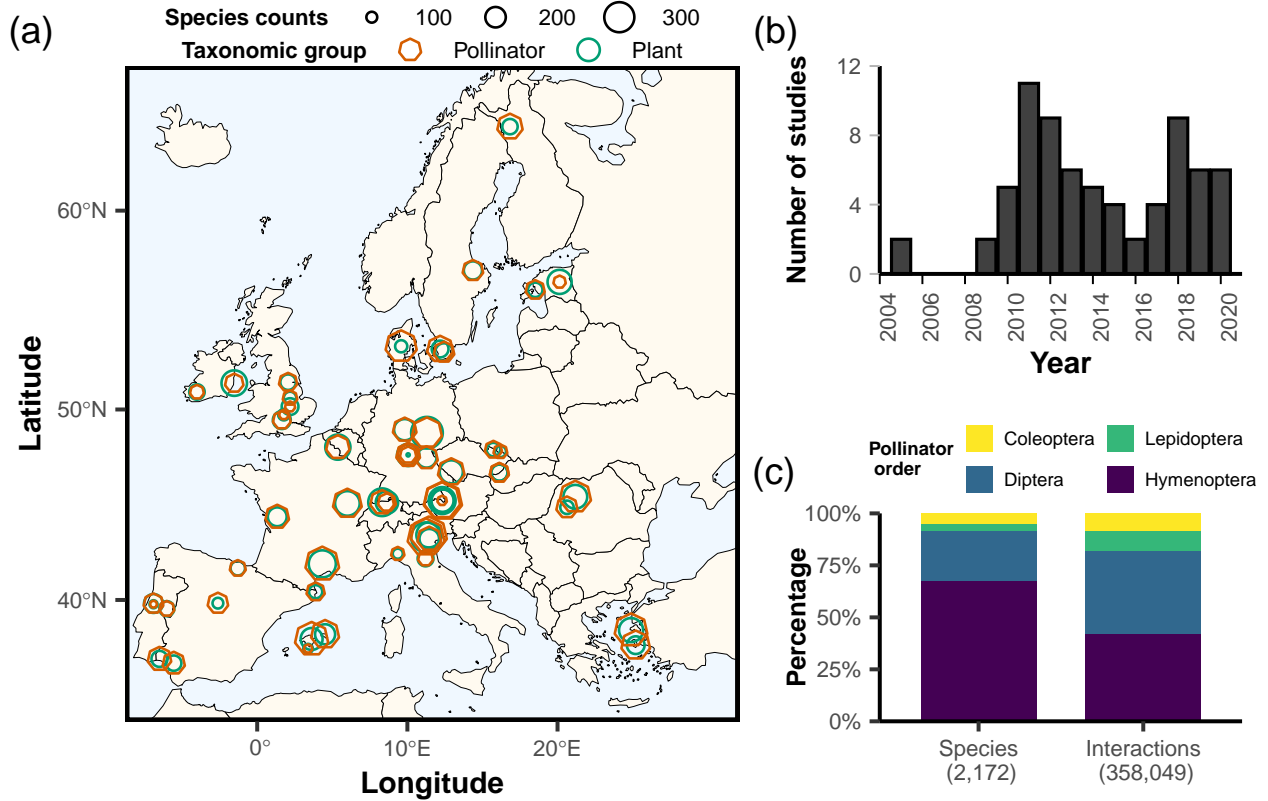 (a)
Species counts 100 200 300
Taxonomic group Pollinator Plant
Latitude
60°N
50°N
40°N
0° 10°E 20°E
Longitude
(b)
Number of studies
12
8
4
0
2004 2006 2008 2010 2012 2014 2016 2018 2020
Year
(c)
Pollinator order
Coleoptera Lepidoptera
Diptera Hymenoptera
Percentage
100%
75%
50%
25%
0%
Species Interactions
(2,172) (358,049)